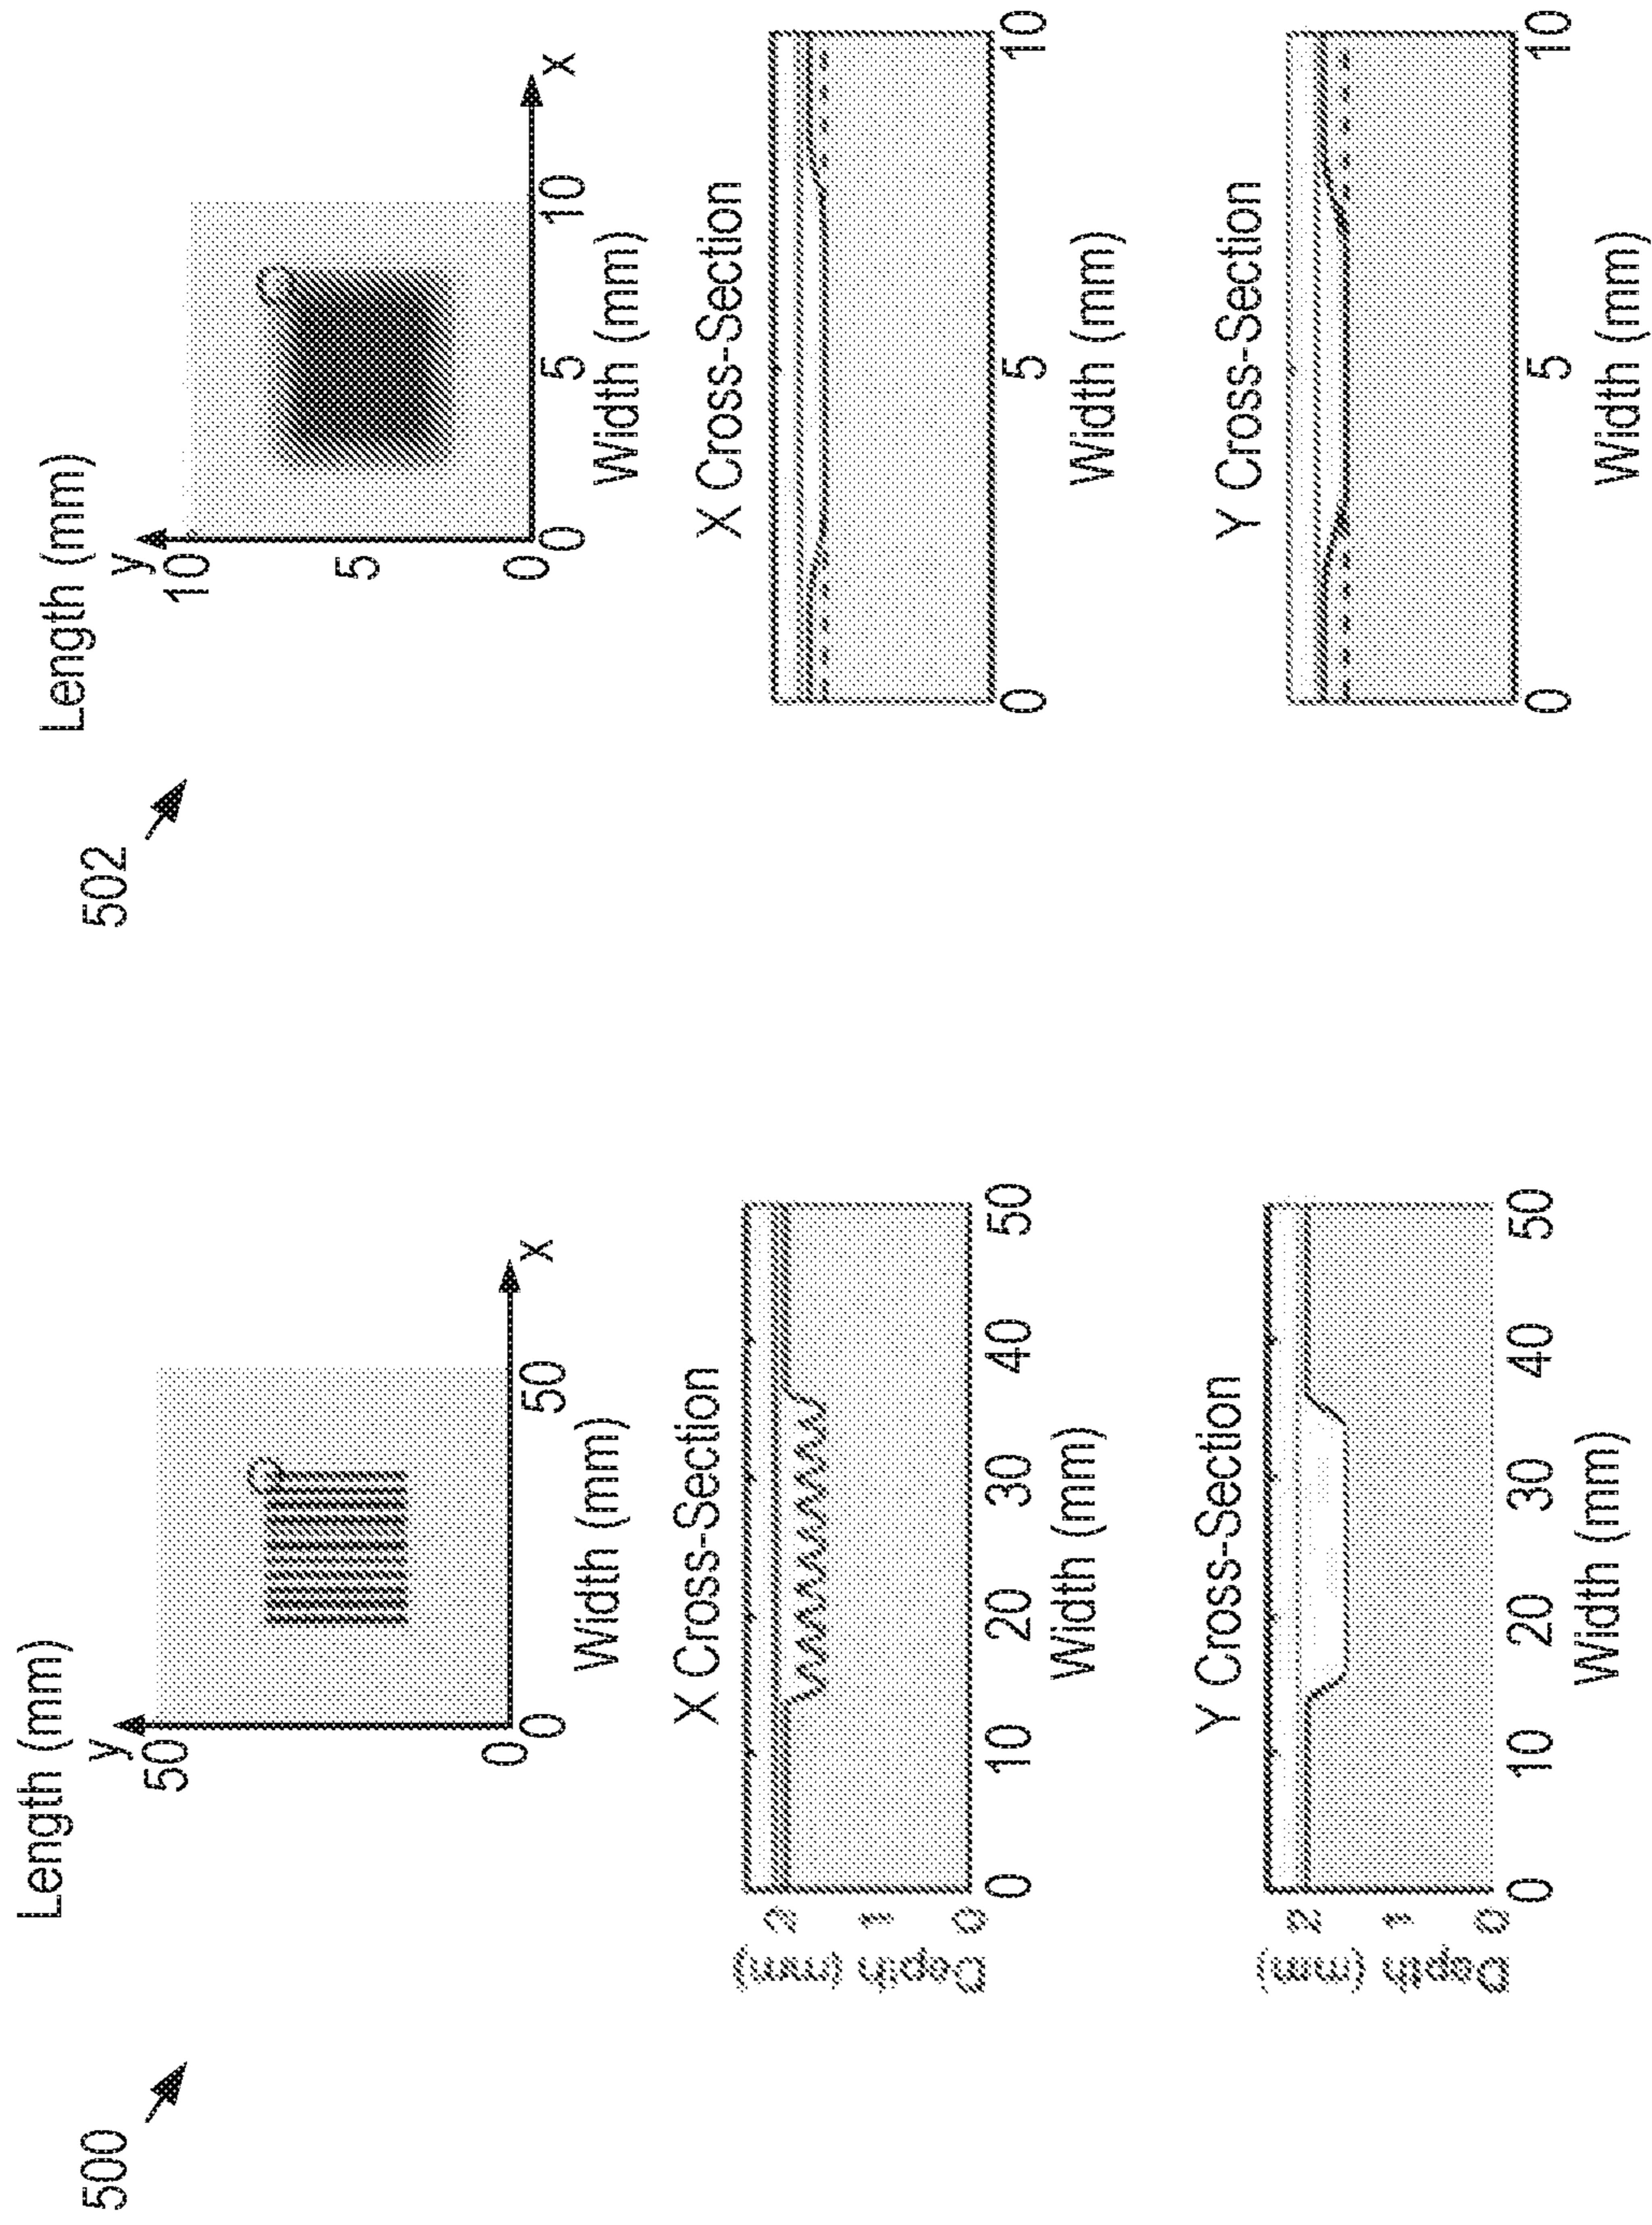 500
Length (mm)
y
50
0
0
50
x
Width (mm)
X Cross-Section
Depth (mm)
2
1
0
0
10
20
30
40
50
Width (mm)
Y Cross-Section
Depth (mm)
2
1
0
0
10
20
30
40
50
Width (mm)
502
Length (mm)
y
10
5
0
0
5
10
x
Width (mm)
X Cross-Section
0
5
10
Width (mm)
Y Cross-Section
0
5
10
Width (mm)